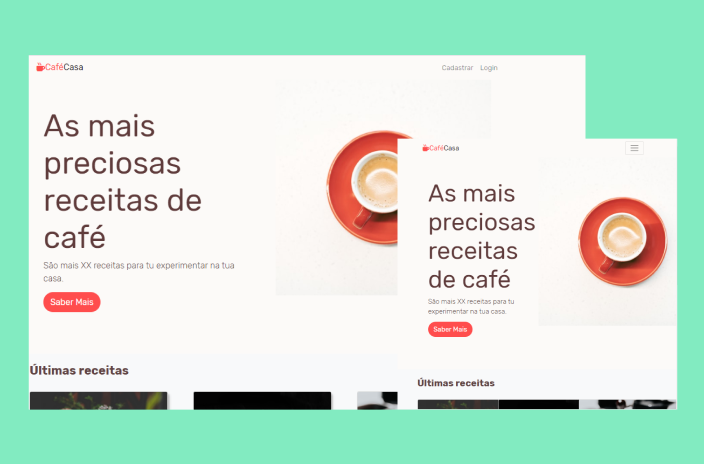 CaféCasa
Cadastrar Login
As mais
preciosas
receitas de
café
São mais XX receitas para tu experimentar na tua
casa.
Saber Mais
Últimas receitas
CaféCasa
As mais
preciosas
receitas
de café
São mais XX receitas para tu
experimentar na tua casa.
Saber Mais
Últimas receitas